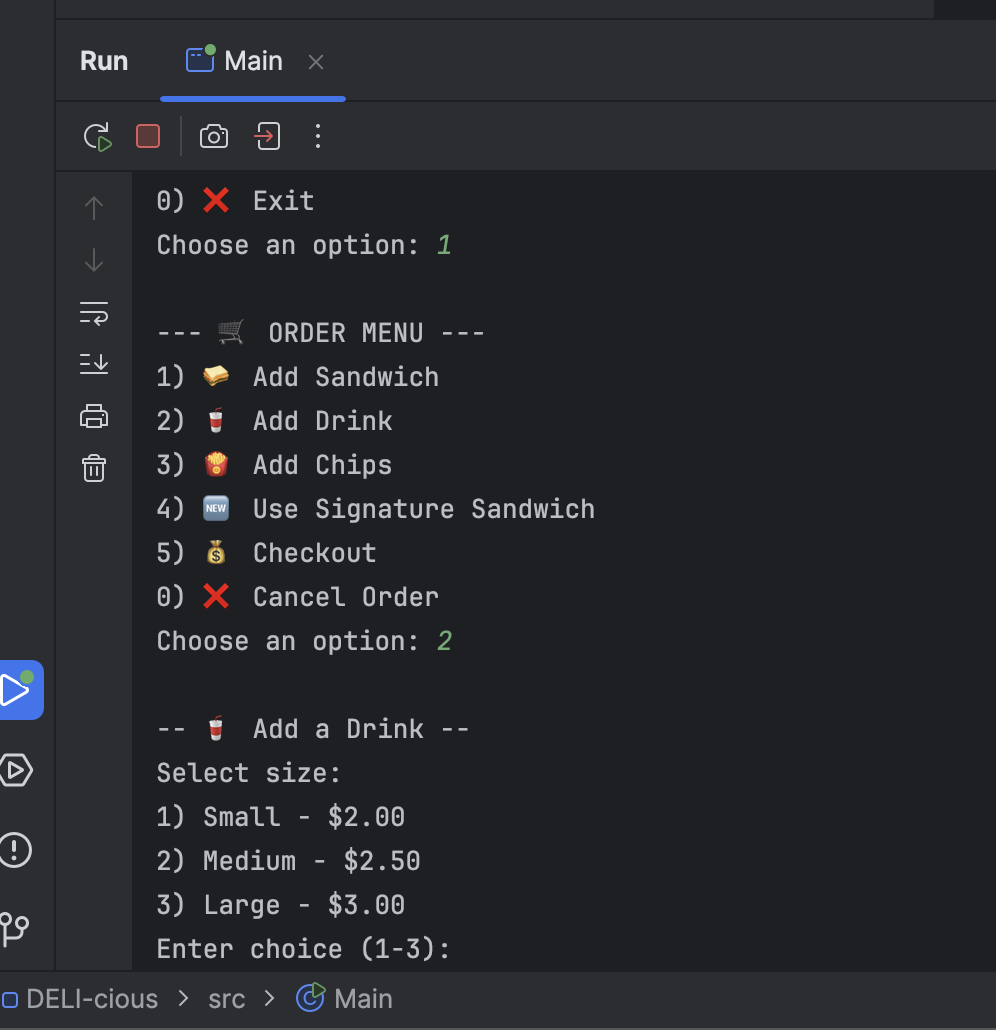 Run Main
0) ❌ Exit
Choose an option: 1
--- 🛒 ORDER MENU ---
1) 🥪 Add Sandwich
2) 🥤 Add Drink
3) 🍟 Add Chips
4) 🆕 Use Signature Sandwich
5) 💰 Checkout
0) ❌ Cancel Order
Choose an option: 2
-- 🥤 Add a Drink --
Select size:
1) Small - $2.00
2) Medium - $2.50
3) Large - $3.00
Enter choice (1-3):
DELI-cious > src > Main